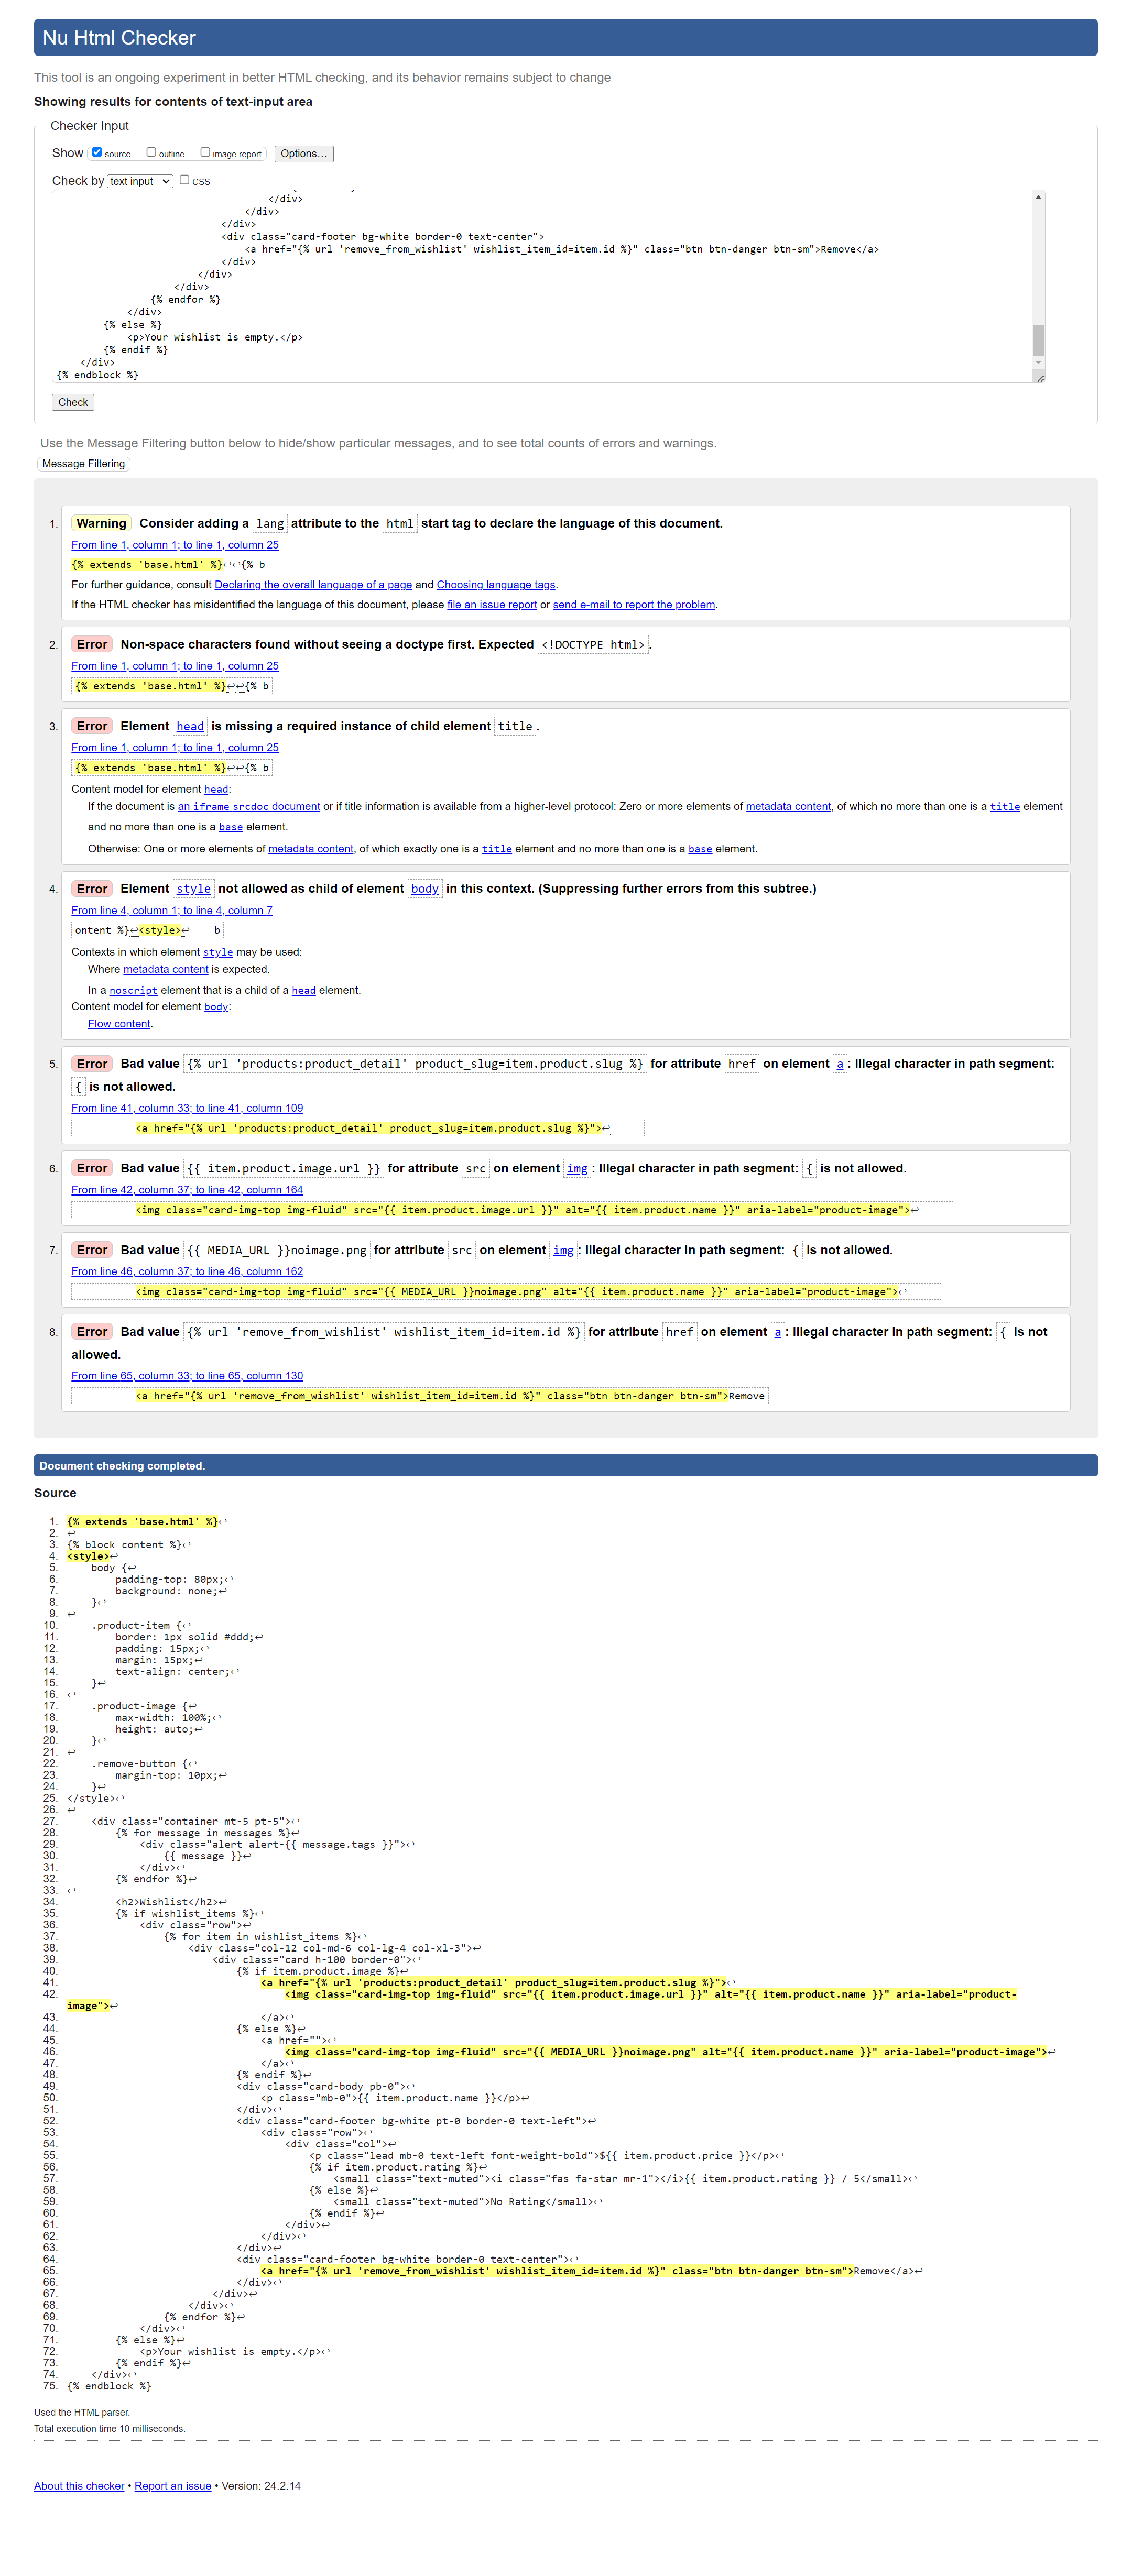 Nu Html Checker
This tool is an ongoing experiment in better HTML checking, and its behavior remains subject to change
Showing results for contents of text-input area
Checker Input
Show source outline image report Options...
Check by text input CSS
</div>
</div>
</div>
<div class="card-footer bg-white border-0 text-center">
<a href="{% url 'remove_from_wishlist' wishlist_item_id=item.id %}" class="btn btn-danger btn-sm">Remove</a>
</div>
</div>
</div>
{% endfor %}
</div>
{% else %}
<p>Your wishlist is empty.</p>
{% endif %}
</div>
{% endblock %}
Check
Use the Message Filtering button below to hide/show particular messages, and to see total counts of errors and warnings.
Message Filtering
1. Warning Consider adding a lang attribute to the html start tag to declare the language of this document.
From line 1, column 1; to line 1, column 25
{% extends 'base.html' %}↩↩{% b
For further guidance, consult Declaring the overall language of a page and Choosing language tags.
If the HTML checker has misidentified the language of this document, please file an issue report or send e-mail to report the problem.
2. Error Non-space characters found without seeing a doctype first. Expected <!DOCTYPE html>.
From line 1, column 1; to line 1, column 25
{% extends 'base.html' %}↩↩{% b
3. Error Element head is missing a required instance of child element title.
From line 1, column 1; to line 1, column 25
{% extends 'base.html' %}↩↩{% b
Content model for element head:
If the document is an iframe srcdoc document or if title information is available from a higher-level protocol: Zero or more elements of metadata content, of which no more than one is a title element
and no more than one is a base element.
Otherwise: One or more elements of metadata content, of which exactly one is a title element and no more than one is a base element.
4. Error Element style not allowed as child of element body in this context. (Suppressing further errors from this subtree.)
From line 4, column 1; to line 4, column 7
ontent %}↩<style>↩ b
Contexts in which element style may be used:
Where metadata content is expected.
In a noscript element that is a child of a head element.
Content model for element body:
Flow content.
5. Error Bad value {% url 'products:product_detail' product_slug=item.product.slug %} for attribute href on element a: Illegal character in path segment:
{ is not allowed.
From line 41, column 33; to line 41, column 109
<a href="{% url 'products:product_detail' product_slug=item.product.slug %}">↩
6. Error Bad value {{ item.product.image.url }} for attribute src on element img: Illegal character in path segment: { is not allowed.
From line 42, column 37; to line 42, column 164
<img class="card-img-top img-fluid" src="{{ item.product.image.url }}" alt="{{ item.product.name }}" aria-label="product-image">↩
7. Error Bad value {{ MEDIA_URL }}noimage.png for attribute src on element img: Illegal character in path segment: { is not allowed.
From line 46, column 37; to line 46, column 162
<img class="card-img-top img-fluid" src="{{ MEDIA_URL }}noimage.png" alt="{{ item.product.name }}" aria-label="product-image">↩
8. Error Bad value {% url 'remove_from_wishlist' wishlist_item_id=item.id %} for attribute href on element a: Illegal character in path segment: { is not
allowed.
From line 65, column 33; to line 65, column 130
<a href="{% url 'remove_from_wishlist' wishlist_item_id=item.id %}" class="btn btn-danger btn-sm">Remove
Document checking completed.
Source
1. {% extends 'base.html' %}↩
2. ↩
3. {% block content %}↩
4. <style>↩
5. body {↩
6. padding-top: 80px;↩
7. background: none;↩
8. }↩
9. ↩
10. .product-item {↩
11. border: 1px solid #ddd;↩
12. padding: 15px;↩
13. margin: 15px;↩
14. text-align: center;↩
15. }↩
16. ↩
17. .product-image {↩
18. max-width: 100%;↩
19. height: auto;↩
20. }↩
21. ↩
22. .remove-button {↩
23. margin-top: 10px;↩
24. }↩
25. </style>↩
26. ↩
27. <div class="container mt-5 pt-5">↩
28. {% for message in messages %}↩
29. <div class="alert alert-{{ message.tags }}">↩
30. {{ message }}↩
31. </div>↩
32. {% endfor %}↩
33. ↩
34. <h2>Wishlist</h2>↩
35. {% if wishlist_items %}↩
36. <div class="row">↩
37. {% for item in wishlist_items %}↩
38. <div class="col-12 col-md-6 col-lg-4 col-xl-3">↩
39. <div class="card h-100 border-0">↩
40. {% if item.product.image %}↩
41. <a href="{% url 'products:product_detail' product_slug=item.product.slug %}">↩
42. <img class="card-img-top img-fluid" src="{{ item.product.image.url }}" alt="{{ item.product.name }}" aria-label="product-
image">↩
43. </a>↩
44. {% else %}↩
45. <a href="">↩
46. <img class="card-img-top img-fluid" src="{{ MEDIA_URL }}noimage.png" alt="{{ item.product.name }}" aria-label="product-image">↩
47. </a>↩
48. {% endif %}↩
49. <div class="card-body pb-0">↩
50. <p class="mb-0">{{ item.product.name }}</p>↩
51. </div>↩
52. <div class="card-footer bg-white pt-0 border-0 text-left">↩
53. <div class="row">↩
54. <div class="col">↩
55. <p class="lead mb-0 text-left font-weight-bold">${{ item.product.price }}</p>↩
56. {% if item.product.rating %}↩
57. <small class="text-muted"><i class="fas fa-star mr-1"></i>{{ item.product.rating }} / 5</small>↩
58. {% else %}↩
59. <small class="text-muted">No Rating</small>↩
60. {% endif %}↩
61. </div>↩
62. </div>↩
63. </div>↩
64. <div class="card-footer bg-white border-0 text-center">↩
65. <a href="{% url 'remove_from_wishlist' wishlist_item_id=item.id %}" class="btn btn-danger btn-sm">Remove</a>↩
66. </div>↩
67. </div>↩
68. </div>↩
69. {% endfor %}↩
70. </div>↩
71. {% else %}↩
72. <p>Your wishlist is empty.</p>↩
73. {% endif %}↩
74. </div>↩
75. {% endblock %}
Used the HTML parser.
Total execution time 10 milliseconds.
About this checker • Report an issue • Version: 24.2.14